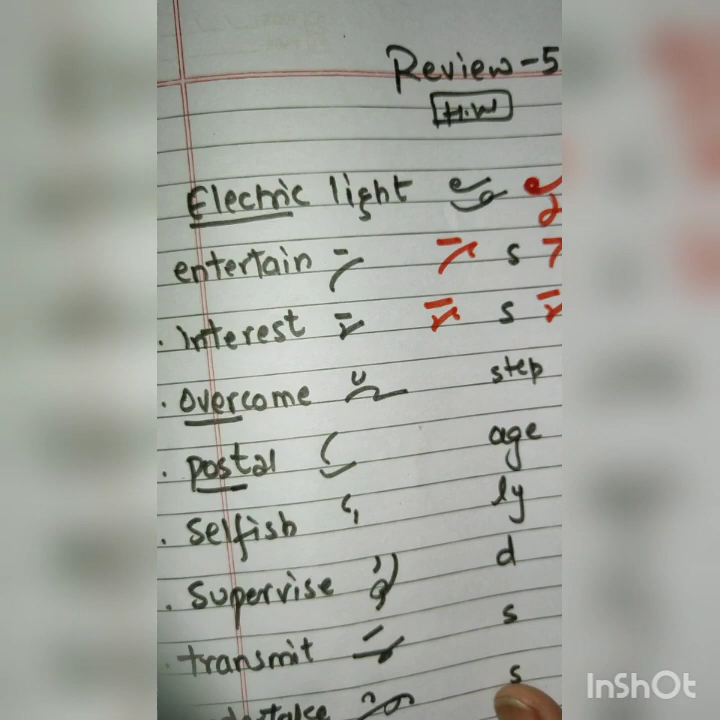 Review-5
H.W
Electric light
entertain s
Interest s
overcome step
postal age
selfish ly
supervise d
transmit s
s
InShOt